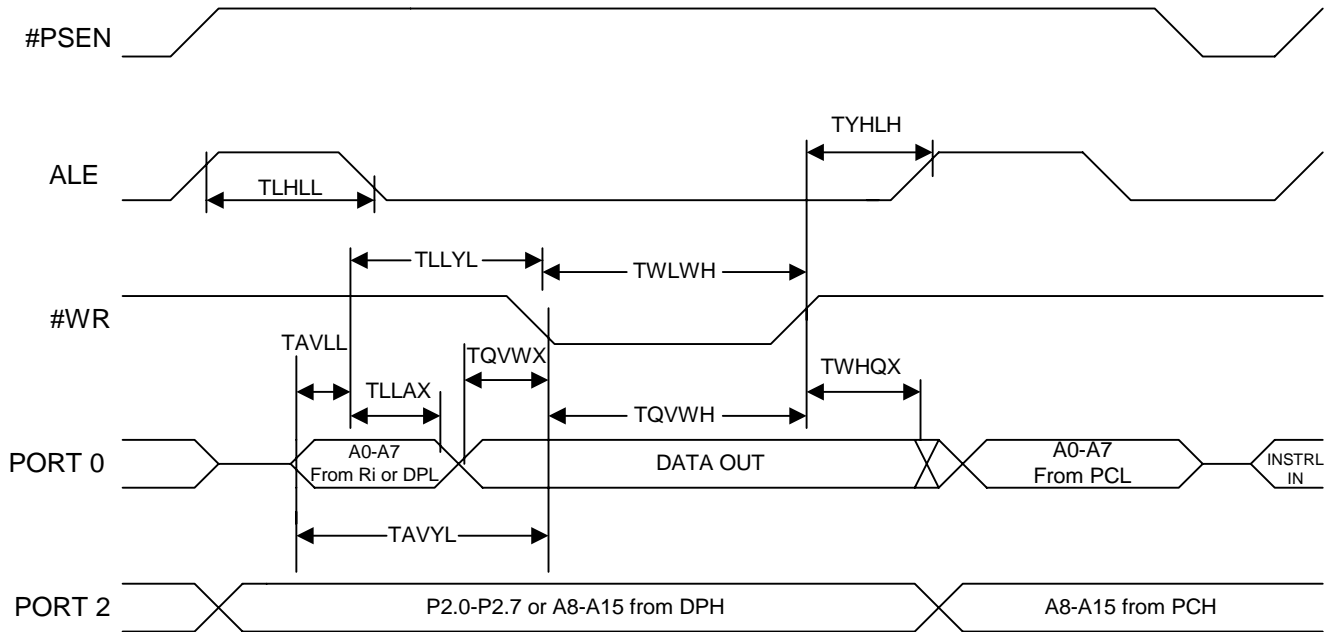 #PSEN
TYHLH
ALE
TLHLL
TLLYL
TWLWH
#WR
TAVLL
TQVWX
TWHQX
TLLAX
TQVWH
PORT 0
A0-A7
From Ri or DPL
DATA OUT
A0-A7
From PCL
INSTRL
IN
TAVYL
PORT 2
P2.0-P2.7 or A8-A15 from DPH
A8-A15 from PCH